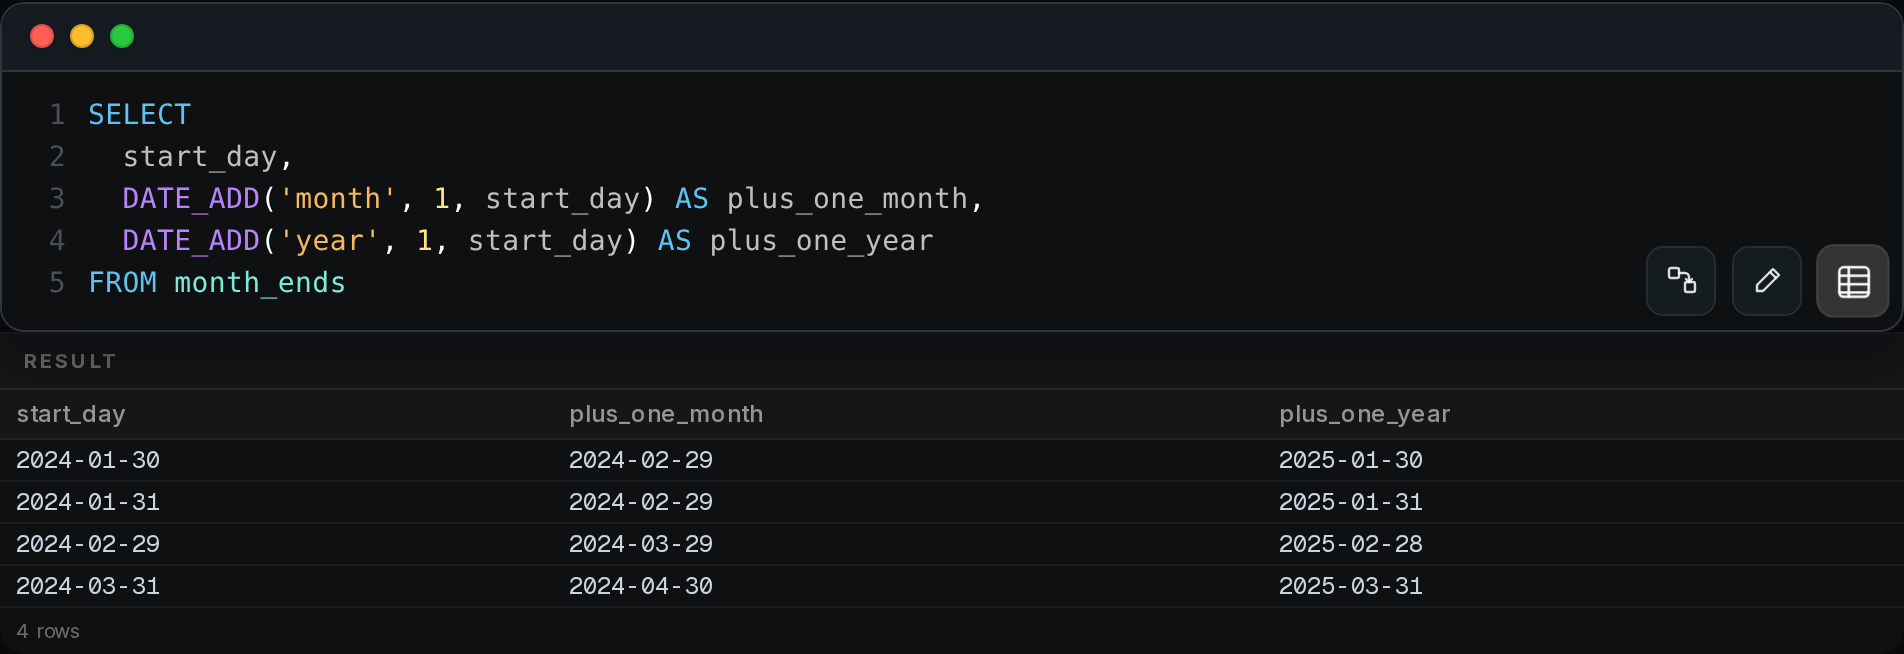 1 SELECT
2   start_day,
3   DATE_ADD('month', 1, start_day) AS plus_one_month,
4   DATE_ADD('year', 1, start_day) AS plus_one_year
5 FROM month_ends
RESULT
start_day plus_one_month plus_one_year
2024-01-30 2024-02-29 2025-01-30
2024-01-31 2024-02-29 2025-01-31
2024-02-29 2024-03-29 2025-02-28
2024-03-31 2024-04-30 2025-03-31
4 rows